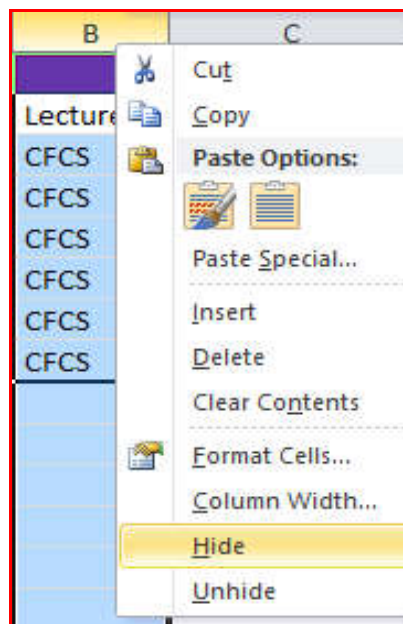 B C
Lecture
CFCS
CFCS
CFCS
CFCS
CFCS
CFCS
Cut
Copy
Paste Options:
Paste Special...
Insert
Delete
Clear Contents
Format Cells...
Column Width...
Hide
Unhide